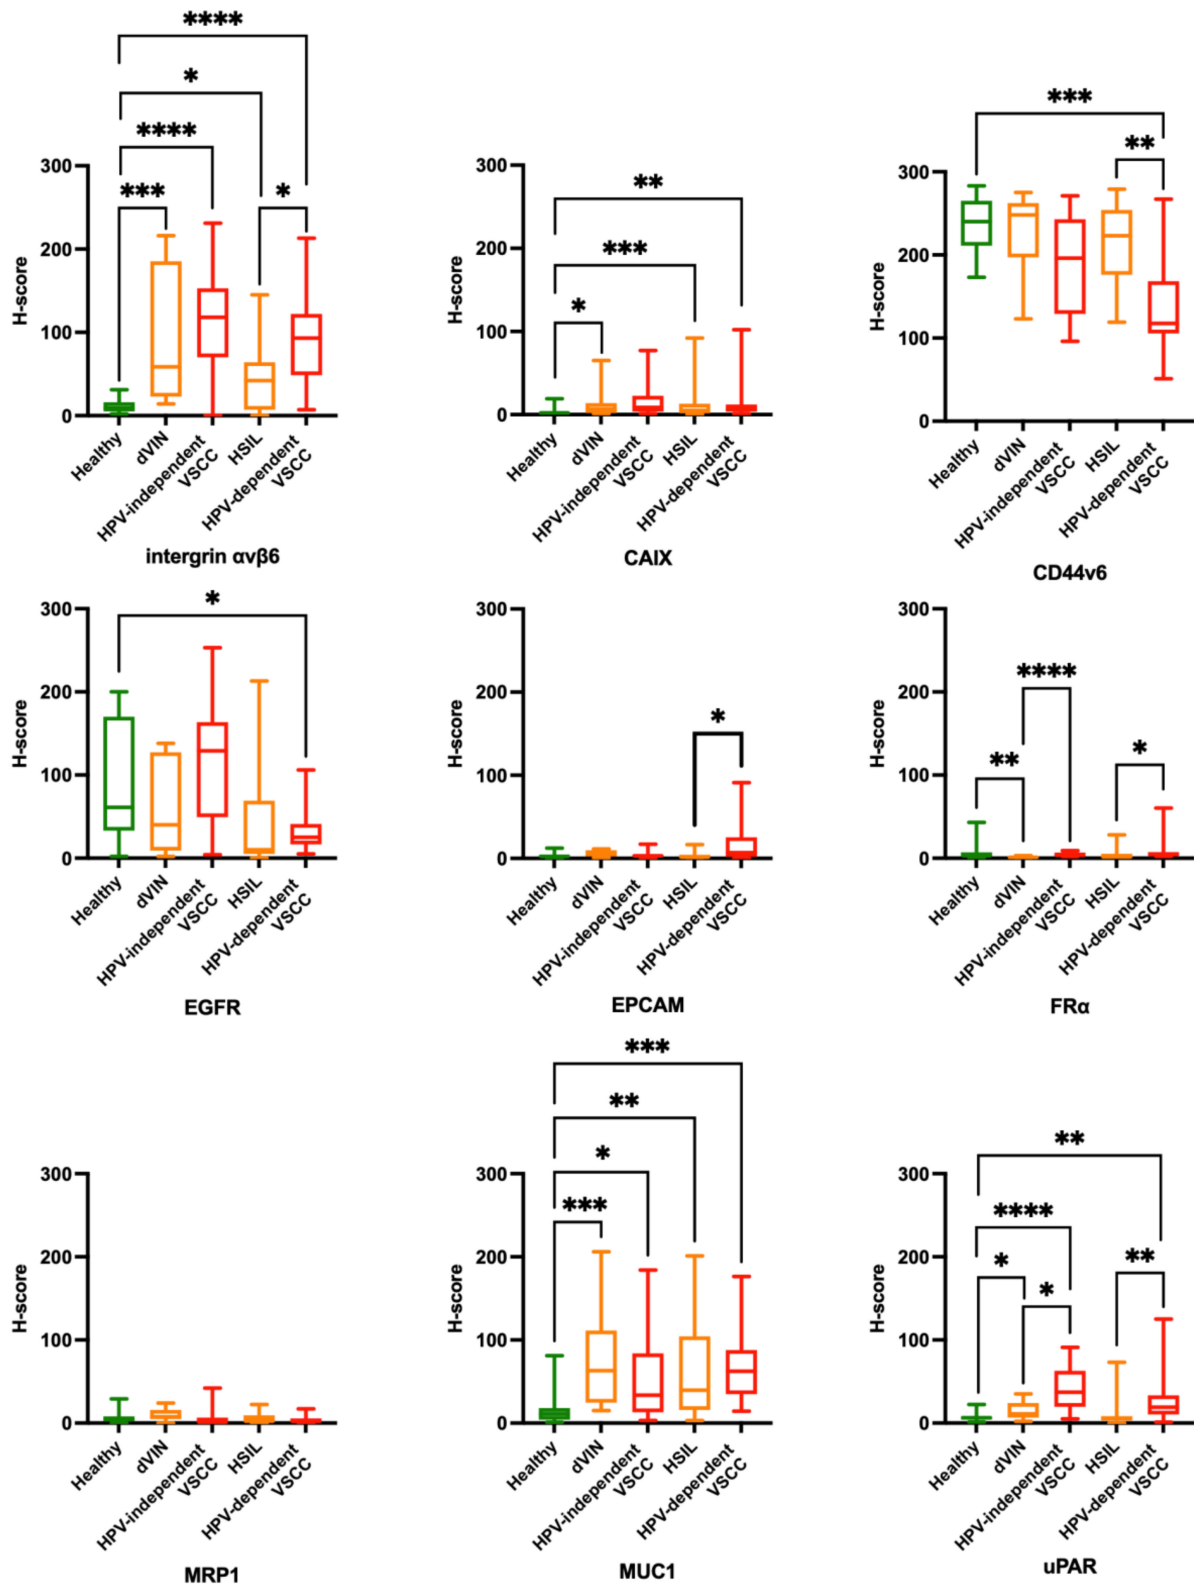 ****
*
****
***
*
300
200
100
0
H-score
Healthy
dVIN
HPV-independent
VSCC
HSIL
HPV-dependent
VSCC
intergrin αvβ6
**
***
*
300
200
100
0
H-score
Healthy
dVIN
HPV-independent
VSCC
HSIL
HPV-dependent
VSCC
CAIX
***
**
300
200
100
0
H-score
Healthy
dVIN
HPV-independent
VSCC
HSIL
HPV-dependent
VSCC
CD44v6
*
300
200
100
0
H-score
Healthy
dVIN
HPV-independent
VSCC
HSIL
HPV-dependent
VSCC
EGFR
*
300
200
100
0
H-score
Healthy
dVIN
HPV-independent
VSCC
HSIL
HPV-dependent
VSCC
EPCAM
****
**
*
300
200
100
0
H-score
Healthy
dVIN
HPV-independent
VSCC
HSIL
HPV-dependent
VSCC
FRα
300
200
100
0
H-score
Healthy
dVIN
HPV-independent
VSCC
HSIL
HPV-dependent
VSCC
MRP1
***
**
*
***
300
200
100
0
H-score
Healthy
dVIN
HPV-independent
VSCC
HSIL
HPV-dependent
VSCC
MUC1
**
****
*
*
**
300
200
100
0
H-score
Healthy
dVIN
HPV-independent
VSCC
HSIL
HPV-dependent
VSCC
uPAR